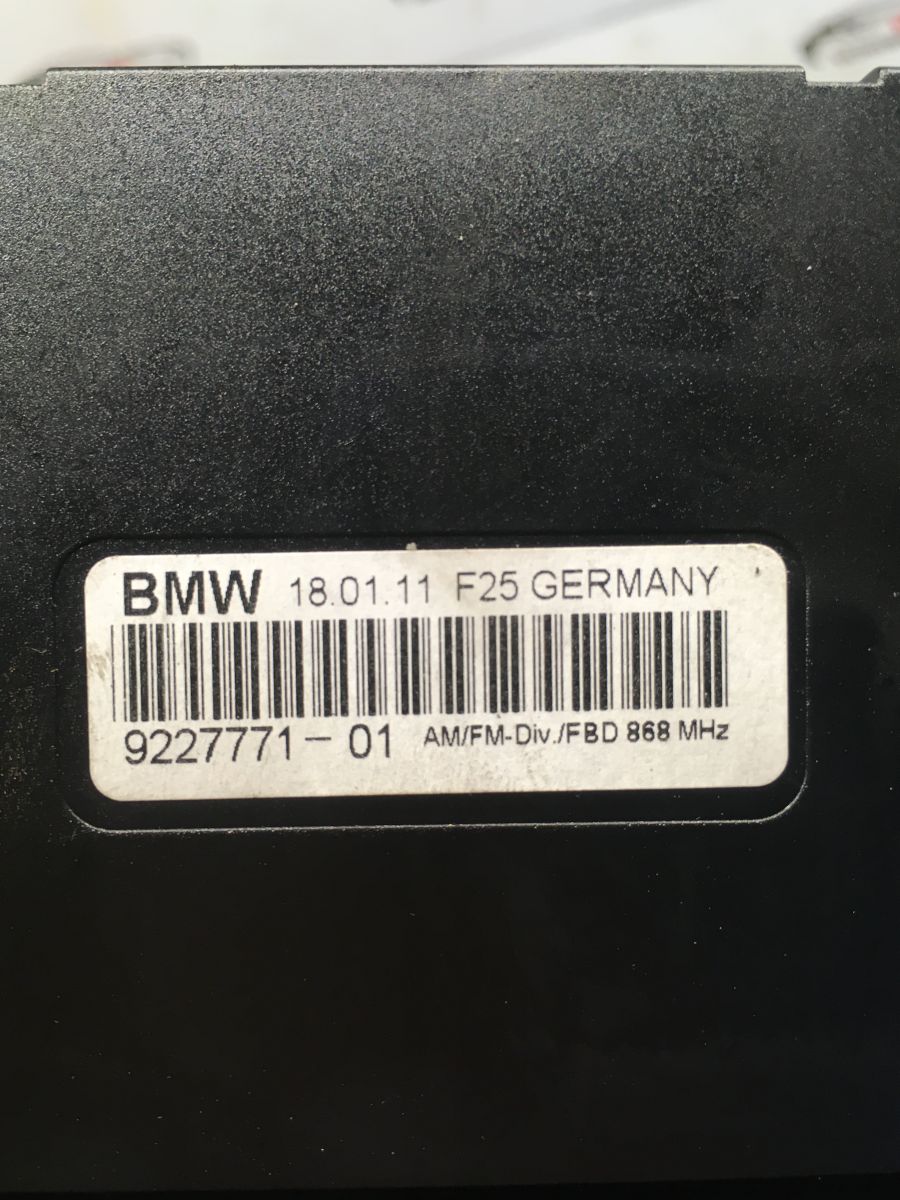 BMW 18.01.11 F25 GERMANY
9227771 - 01 AM/FM-Div./FBD 868 MHz